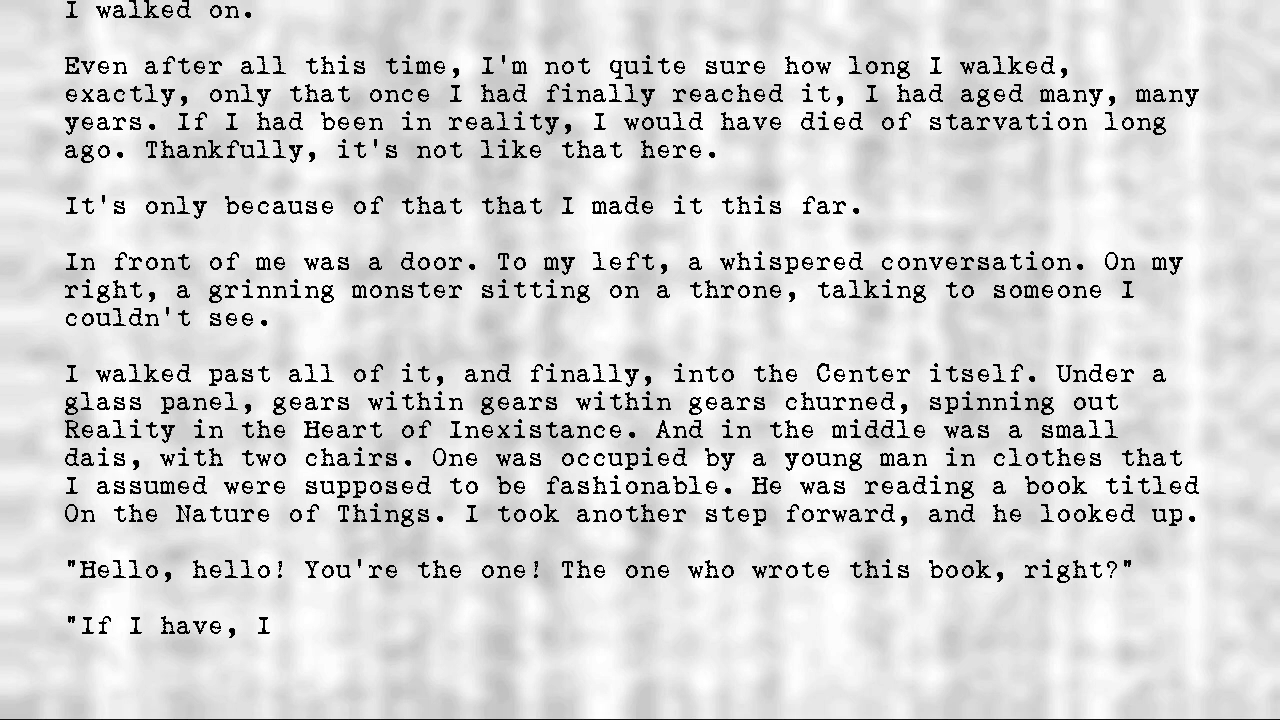 I walked on.
Even after all this time, I'm not quite sure how long I walked,
exactly, only that once I had finally reached it, I had aged many, many
years. If I had been in reality, I would have died of starvation long
ago. Thankfully, it's not like that here.
It's only because of that that I made it this far.
In front of me was a door. To my left, a whispered conversation. On my
right, a grinning monster sitting on a throne, talking to someone I
couldn't see.
I walked past all of it, and finally, into the Center itself. Under a
glass panel, gears within gears within gears churned, spinning out
Reality in the Heart of Inexistance. And in the middle was a small
dais, with two chairs. One was occupied by a young man in clothes that
I assumed were supposed to be fashionable. He was reading a book titled
On the Nature of Things. I took another step forward, and he looked up.
"Hello, hello! You're the one! The one who wrote this book, right?"
"If I have, I